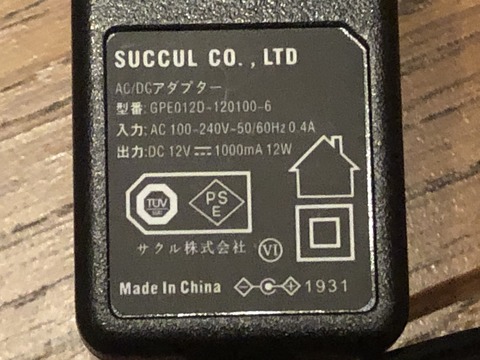 SUCCUL CO., LTD
AC/DCアダプター
型番: GPE012D-120100-6
入力: AC 100-240V~50/60Hz 0.4A
出力:DC 12V⎓1000mA 12W
TÜV
PS
E
サクル株式会社
VI
Made In China
1931